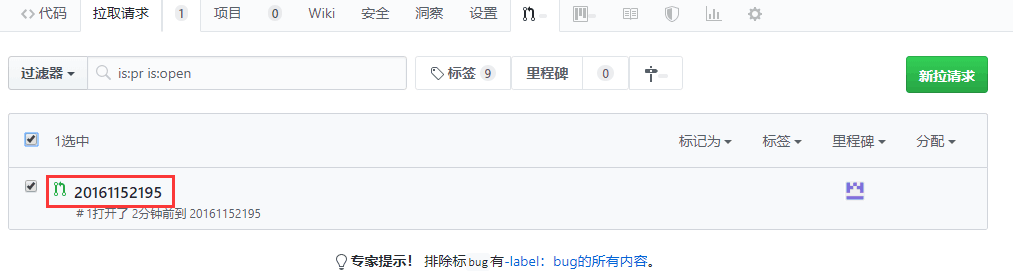 <> 代码 拉取请求 1 项目 0 Wiki 安全 洞察 设置
过滤器 is:pr is:open 标签 9 里程碑 0 新拉请求
1选中 标记为 标签 里程碑 分配
20161152195
# 1打开了 2分钟前到 20161152195
专家提示！ 排除标bug有-label：bug的所有内容。